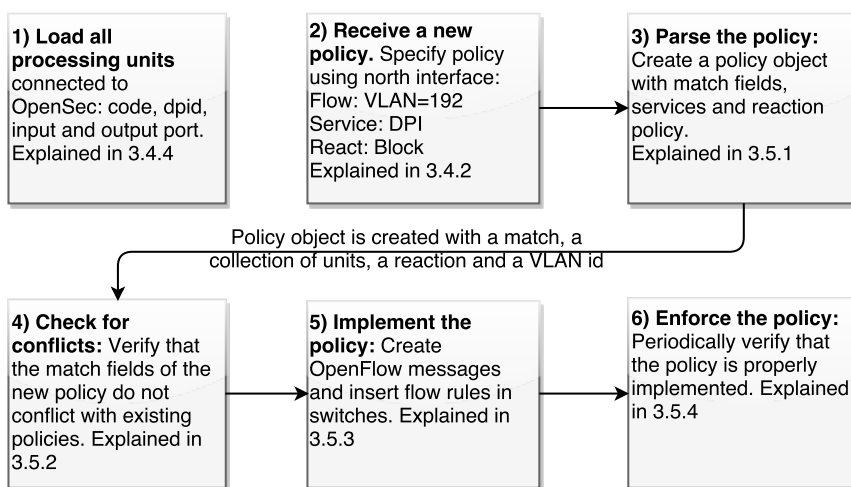 1) Load all
processing units
connected to
OpenSec: code, dpid,
input and output port.
Explained in 3.4.4
2) Receive a new
policy. Specify policy
using north interface:
Flow: VLAN=192
Service: DPI
React: Block
Explained in 3.4.2
3) Parse the policy:
Create a policy object
with match fields,
services and reaction
policy.
Explained in 3.5.1
Policy object is created with a match, a
collection of units, a reaction and a VLAN id
4) Check for
conflicts: Verify that
the match fields of the
new policy do not
conflict with existing
policies. Explained in
3.5.2
5) Implement the
policy: Create
OpenFlow messages
and insert flow rules in
switches. Explained in
3.5.3
6) Enforce the policy:
Periodically verify that
the policy is properly
implemented. Explained
in 3.5.4